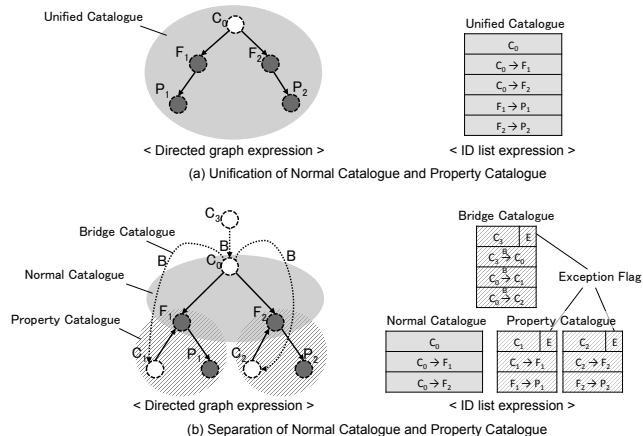 Unified Catalogue
C0
F1
F2
P1
P2
< Directed graph expression >
Unified Catalogue
C0
C0 → F1
C0 → F2
F1 → P1
F2 → P2
< ID list expression >
(a) Unification of Normal Catalogue and Property Catalogue
C3
Bridge Catalogue
B
B
B
C0
Normal Catalogue
F1
F2
Property Catalogue
C1
P1
C2
P2
< Directed graph expression >
Bridge Catalogue
C3 E
C3 B→ C0
C0 B→ C1
C0 B→ C2
Exception Flag
Normal Catalogue
C0
C0 → F1
C0 → F2
Property Catalogue
C1 E
C1 → F1
F1 → P1
C2 E
C2 → F2
F2 → P2
< ID list expression >
(b) Separation of Normal Catalogue and Property Catalogue